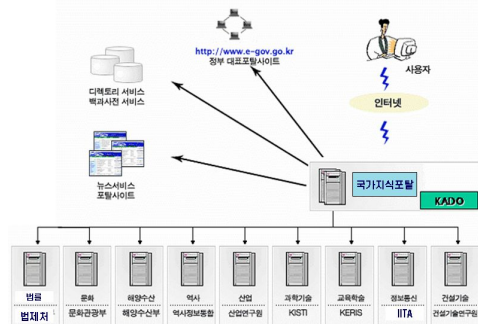 http://www.e-gov.go.kr
정부 대표포탈사이트
사용자
디렉토리 서비스
백과사전 서비스
인터넷
뉴스서비스
포탈사이트
국가지식포탈
KADO
법률
법제처
문화
문화관광부
해양수산
해양수산부
역사
역사정보통합
산업
산업연구원
과학기술
KISTI
교육학술
KERIS
정보통신
IITA
건설기술
건설기술연구원